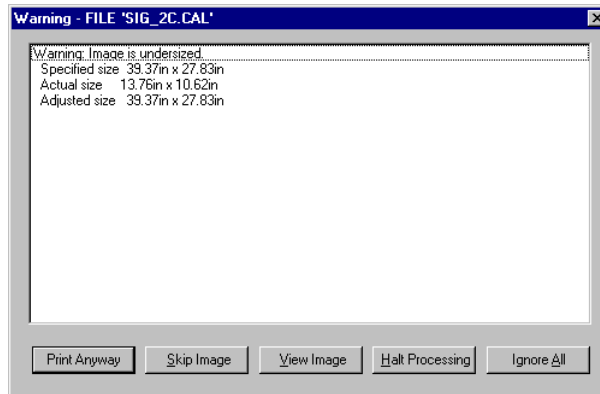 Warning - FILE 'SIG_2C.CAL'
Warning: Image is undersized.
Specified size 39.37in x 27.83in
Actual size 13.76in x 10.62in
Adjusted size 39.37in x 27.83in
Print Anyway Skip Image View Image Halt Processing Ignore All